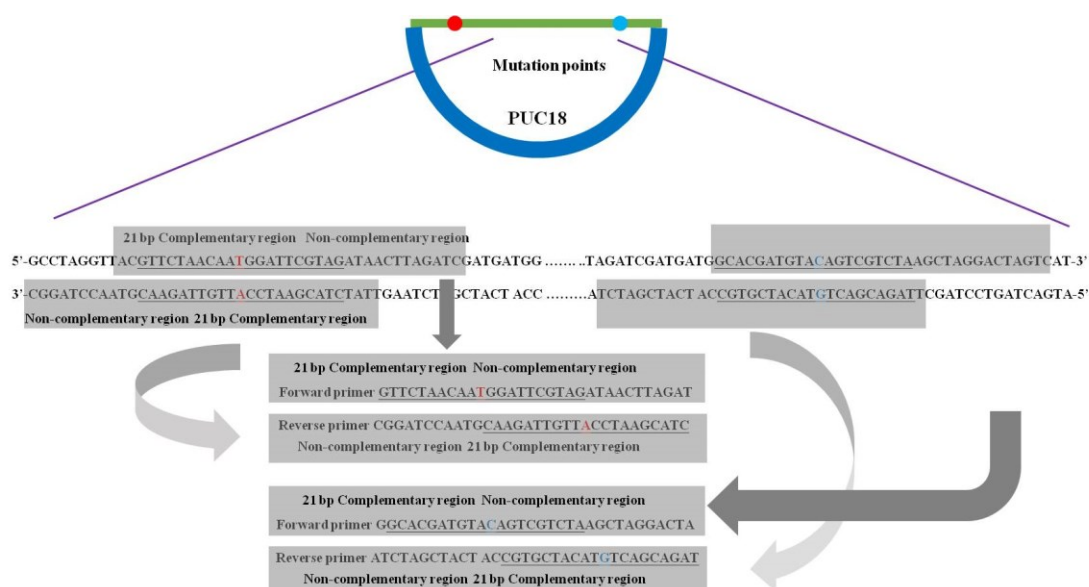 Mutation points
PUC18
21 bp Complementary region Non-complementary region
5’-GCCTAGGTTACGTTCTAACAATGGATTCGTAGATAACTTAGATCGATGATGG ………..TAGATCGATGATGGCACGATGTACAGTCGTCTAAGCTAGGACTAGTCAT-3’
3’-CGGATCCAATGCAAGATTGTTACCTAAGCATCTATTGAATCT GCTACT ACC ……….ATCTAGCTACT ACCGTGCTACATGTCAGCAGATTCGATCCTGATCAGTA-5’
Non-complementary region 21 bp Complementary region
21 bp Complementary region Non-complementary region
Forward primer GTTCTAACAATGGATTCGTAGATAACTTAGAT
Reverse primer CGGATCCAATGCAAGATTGTTACCTAAGCATC
Non-complementary region 21 bp Complementary region
21 bp Complementary region Non-complementary region
Forward primer GGCACGATGTACAGTCGTCTAAGCTAGGACTA
Reverse primer ATCTAGCTACT ACCGTGCTACATGTCAGCAGAT
Non-complementary region 21 bp Complementary region